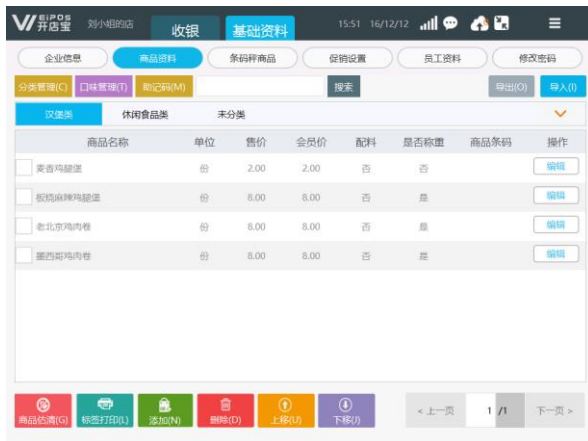 EiPOS
开店宝 刘小姐的店 收银 基础资料 15:51 16/12/12
企业信息 商品资料 条码秤商品 促销设置 员工资料 修改密码
分类管理(C) 口味管理(T) 助记码(M) 搜索 导出(O) 导入(I)
汉堡类 休闲食品类 未分类
商品名称 单位 售价 会员价 配料 是否称重 商品条码 操作
麦香鸡腿堡 份 2.00 2.00 否 否 编辑
板烧麻辣鸡腿堡 份 8.00 8.00 否 是 编辑
老北京鸡肉卷 份 8.00 8.00 否 是 编辑
墨西哥鸡肉卷 份 8.00 8.00 否 是 编辑
商品估清(G) 标签打印(L) 添加(N) 删除(D) 上移(U) 下移(J) < 上一页 1 /1 下一页 >